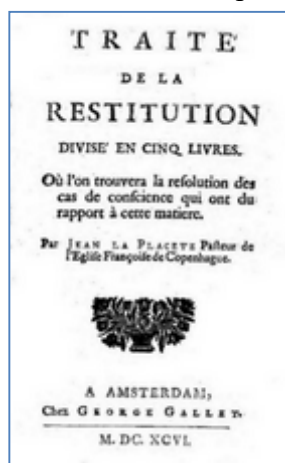 TRAITE'
DE LA
RESTITUTION
DIVISE' EN CINQ LIVRES.
Où l'on trouvera la resolution des
cas de conscience qui ont du
rapport à cette matiere.
Par JEAN LA PLACETE Pasteur de
l'Eglise Françoise de Copenhague.
A AMSTERDAM,
Chez GEORGE GALLET.
M. DC. XCVI.